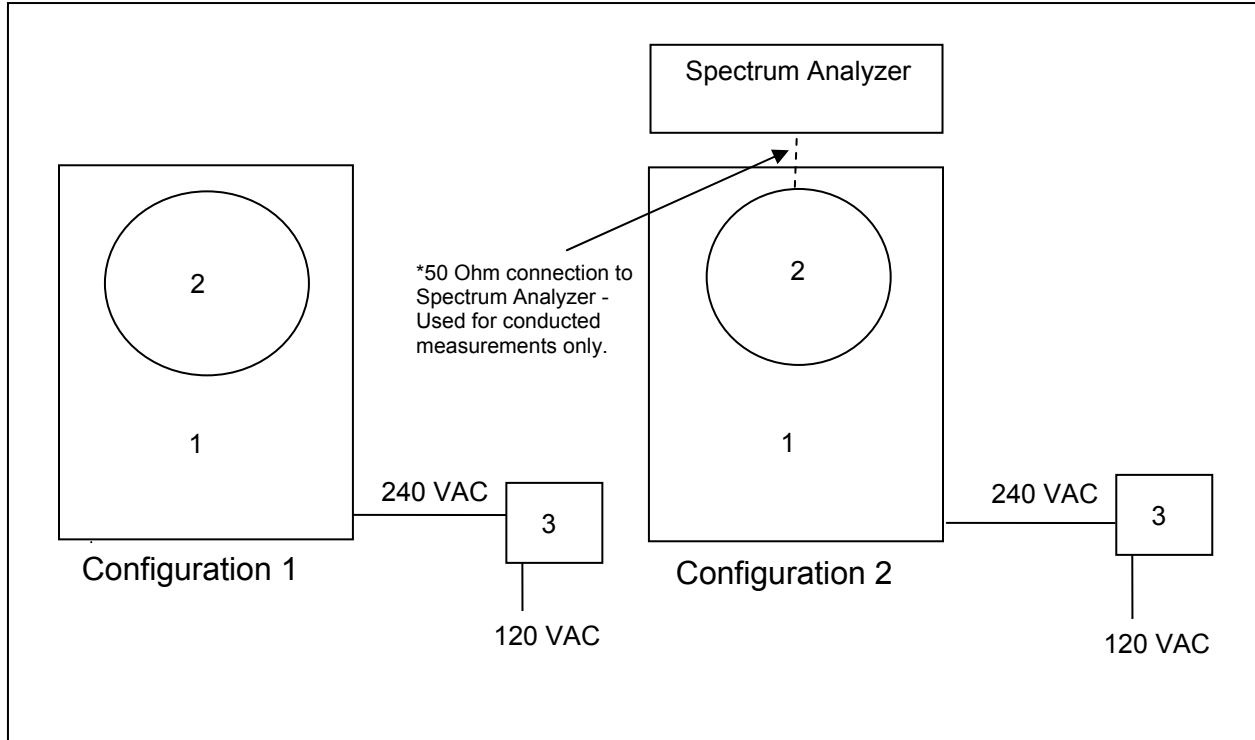 Spectrum Analyzer
2
*50 Ohm connection to
Spectrum Analyzer -
Used for conducted
measurements only.
2
1
1
240 VAC
3
240 VAC
3
Configuration 1
Configuration 2
120 VAC
120 VAC